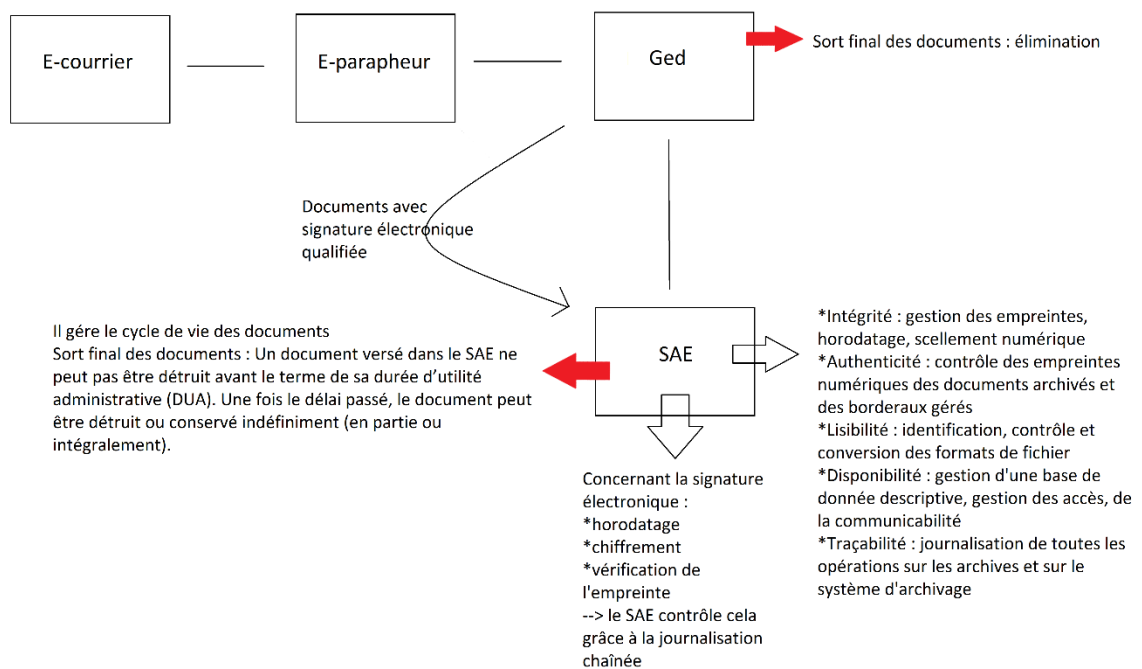 E-courrier
E-parapheur
Ged
Sort final des documents : élimination
Documents avec
signature électronique
qualifiée
Il gére le cycle de vie des documents
Sort final des documents : Un document versé dans le SAE ne
peut pas être détruit avant le terme de sa durée d’utilité
administrative (DUA). Une fois le délai passé, le document peut
être détruit ou conservé indéfiniment (en partie ou
intégralement).
SAE
*Intégrité : gestion des empreintes,
horodatage, scellement numérique
*Authenticité : contrôle des empreintes
numériques des documents archivés et
des borderaux gérés
*Lisibilité : identification, contrôle et
conversion des formats de fichier
*Disponibilité : gestion d'une base de
donnée descriptive, gestion des accès, de
la communicabilité
*Traçabilité : journalisation de toutes les
opérations sur les archives et sur le
système d'archivage
Concernant la signature
électronique :
*horodatage
*chiffrement
*vérification de
l'empreinte
--> le SAE contrôle cela
grâce à la journalisation
chaînée